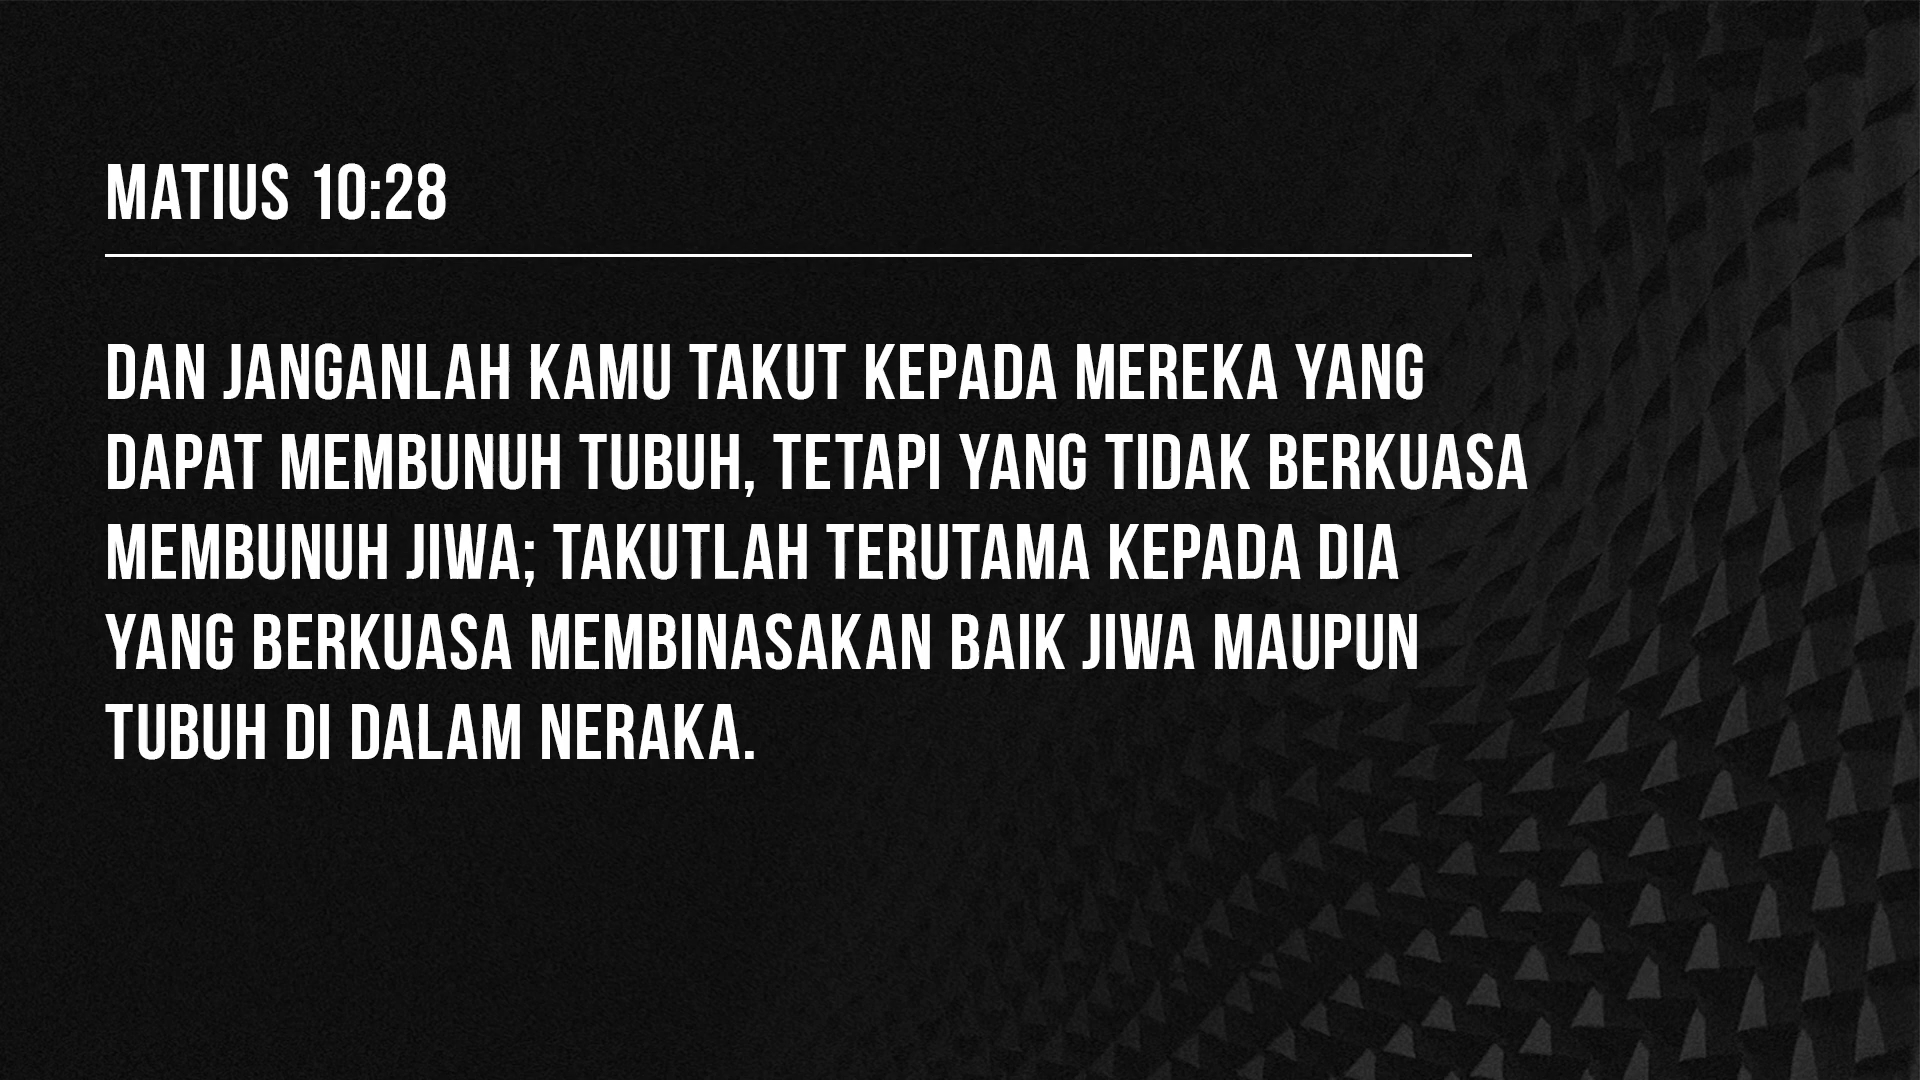 MATIUS 10:28
DAN JANGANLAH KAMU TAKUT KEPADA MEREKA YANG
DAPAT MEMBUNUH TUBUH, TETAPI YANG TIDAK BERKUASA
MEMBUNUH JIWA; TAKUTLAH TERUTAMA KEPADA DIA
YANG BERKUASA MEMBINASAKAN BAIK JIWA MAUPUN
TUBUH DI DALAM NERAKA.